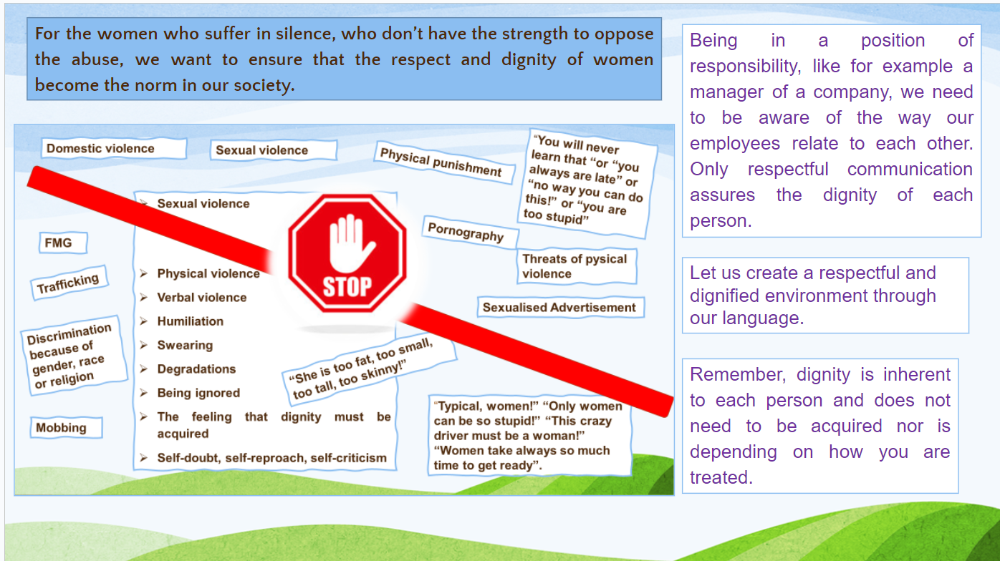 For the women who suffer in silence, who don’t have the strength to oppose
the abuse, we want to ensure that the respect and dignity of women
become the norm in our society.
Domestic violence
Sexual violence
Physical punishment
“You will never
learn that “or “you
always are late” or
“no way you can do
this!” or “you are
too stupid”
Sexual violence
FMG
Pornography
Threats of pysical
violence
Trafficking
Physical violence
Verbal violence
Humiliation
Swearing
Degradations
Being ignored
The feeling that dignity must be
acquired
Self-doubt, self-reproach, self-criticism
STOP
Sexualised Advertisement
Discrimination
because of
gender, race
or religion
“She is too fat, too small,
too tall, too skinny!”
Mobbing
“Typical, women!” “Only women
can be so stupid!” “This crazy
driver must be a woman!”
“Women take always so much
time to get ready”.
Being in a position of
responsibility, like for example a
manager of a company, we need
to be aware of the way our
employees relate to each other.
Only respectful communication
assures the dignity of each
person.
Let us create a respectful and
dignified environment through
our language.
Remember, dignity is inherent
to each person and does not
need to be acquired nor is
depending on how you are
treated.